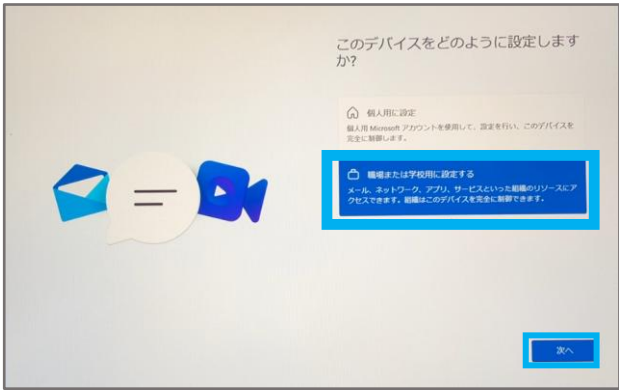 このデバイスをどのように設定します
か?
個人用に設定
個人用 Microsoft アカウントを使用して、設定を行い、このデバイスを
完全に制御します。
職場または学校用に設定する
メール、ネットワーク、アプリ、サービスといった組織のリソースにア
クセスできます。組織はこのデバイスを完全に制御できます。
次へ